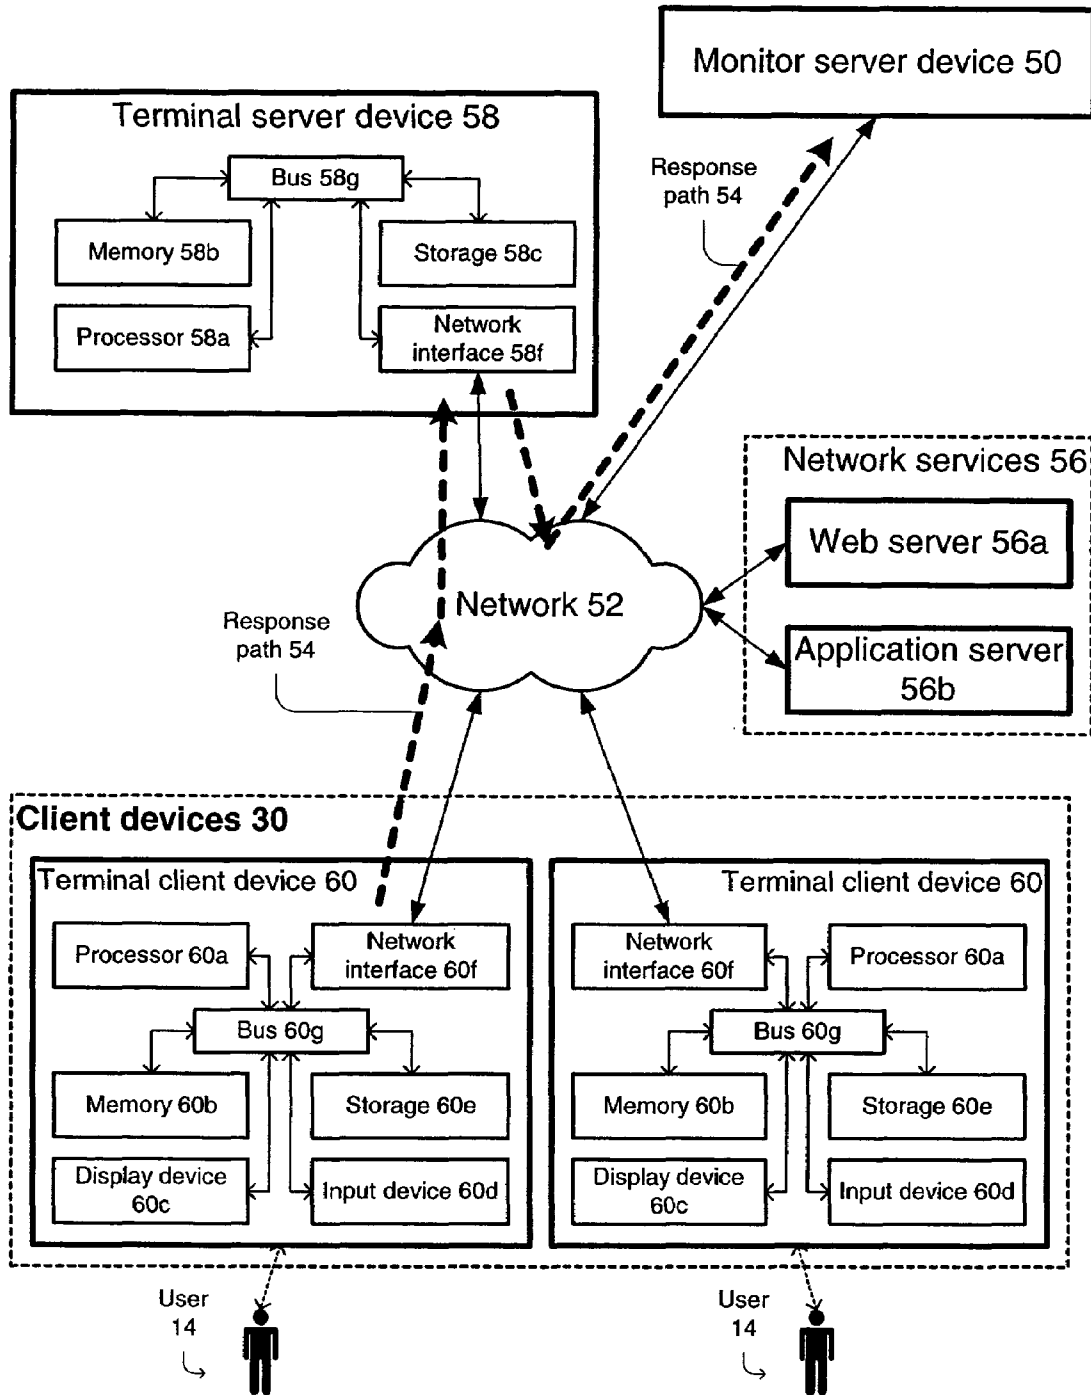 Monitor server device 50
Terminal server device 58
Bus 58g
Memory 58b
Storage 58c
Processor 58a
Network
interface 58f
Response
path 54
Network services 56
Web server 56a
Application server
56b
Network 52
Response
path 54
Client devices 30
Terminal client device 60
Processor 60a
Network
interface 60f
Bus 60g
Memory 60b
Storage 60e
Display device
60c
Input device 60d
Terminal client device 60
Network
interface 60f
Processor 60a
Bus 60g
Memory 60b
Storage 60e
Display device
60c
Input device 60d
User
14
User
14